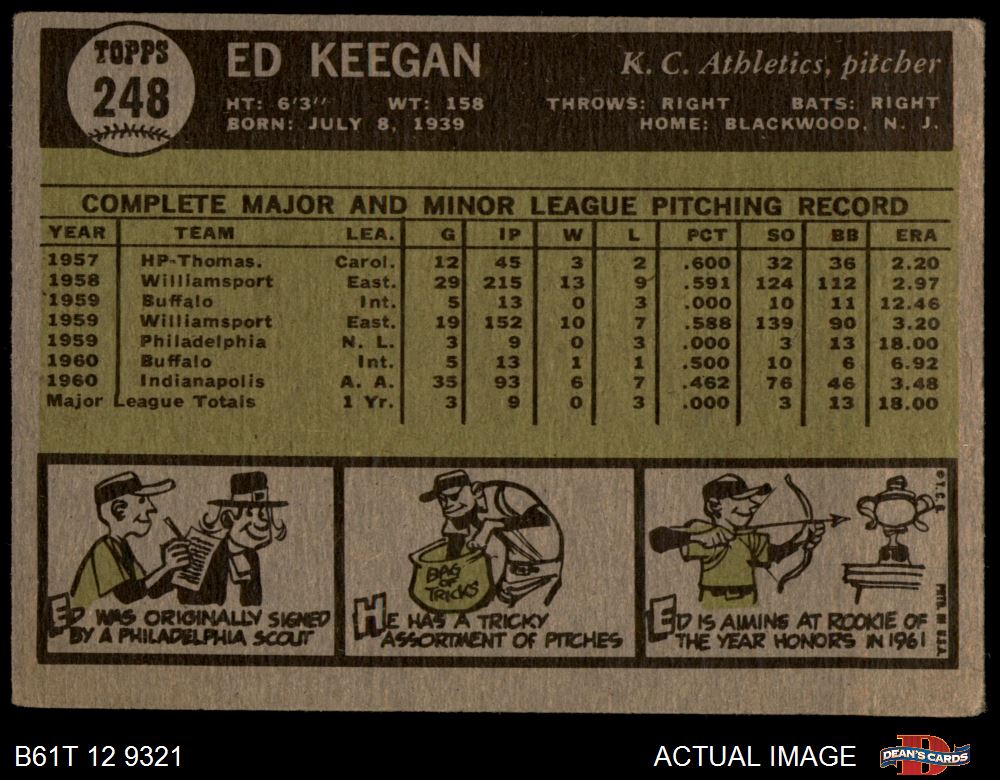 TOPPS
248
ED KEEGAN
K. C. Athletics, pitcher
HT: 6'3" WT: 158 THROWS: RIGHT BATS: RIGHT
BORN: JULY 8, 1939 HOME: BLACKWOOD, N. J.
COMPLETE MAJOR AND MINOR LEAGUE PITCHING RECORD
YEAR TEAM LEA. G IP W L PCT SO BB ERA
1957 HP-Thomas. Carol. 12 45 3 2 .600 32 36 2.20
1958 Williamsport East. 29 215 13 9 .591 124 112 2.97
1959 Buffalo Int. 5 13 0 3 .000 10 11 12.46
1959 Williamsport East. 19 152 10 7 .588 139 90 3.20
1959 Philadelphia N. L. 3 9 0 3 .000 3 13 18.00
1960 Buffalo Int. 5 13 1 1 .500 10 6 6.92
1960 Indianapolis A. A. 35 93 6 7 .462 76 46 3.48
Major League Totals 1 Yr. 3 9 0 3 .000 3 13 18.00
ED WAS ORIGINALLY SIGNED
BY A PHILADELPHIA SCOUT
BAG
OF
TRICKS
HE HAS A TRICKY
ASSORTMENT OF PITCHES
ED IS AIMING AT ROOKIE OF
THE YEAR HONORS IN 1961
© T. C. G.
PRTD. IN U.S.A.
B61T 12 9321
ACTUAL IMAGE
D
DEAN'S CARDS